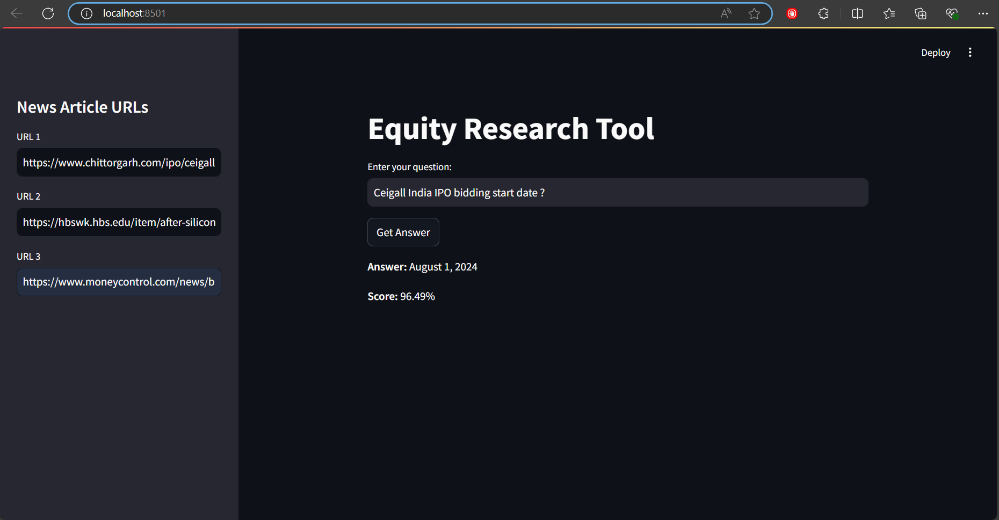 localhost:8501
Deploy
News Article URLs
URL 1
https://www.chittorgarh.com/ipo/ceigall
URL 2
https://hbswk.hbs.edu/item/after-silicon
URL 3
https://www.moneycontrol.com/news/b
Equity Research Tool
Enter your question:
Ceigall India IPO bidding start date ?
Get Answer
Answer: August 1, 2024
Score: 96.49%